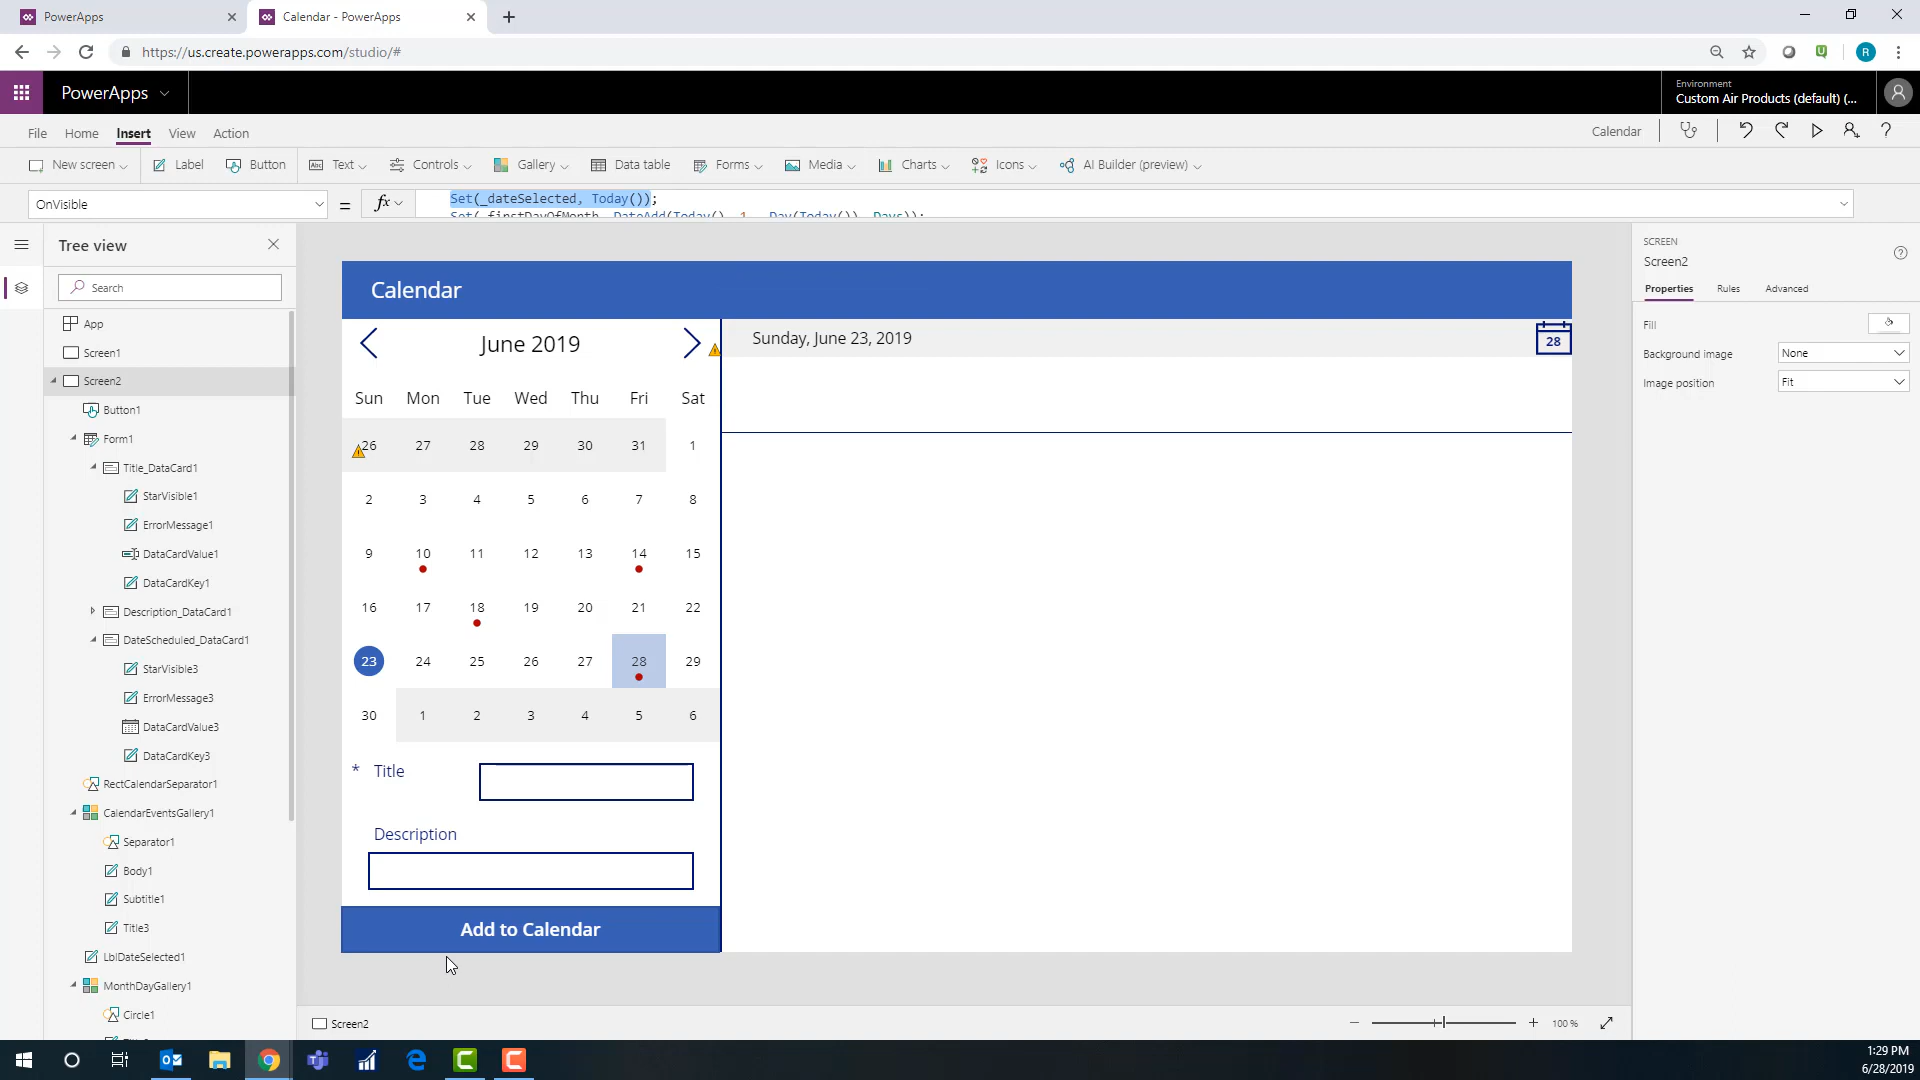 PowerApps
Calendar - PowerApps
https://us.create.powerapps.com/studio/#
R
PowerApps
Environment
Custom Air Products (default) (...
File Home Insert View Action
Calendar
New screen Label Button Text Controls Gallery Data table Forms Media Charts Icons AI Builder (preview)
OnVisible = fx Set(_dateSelected, Today());
Set(_firstDayOfMonth, DateAdd(Today(), 1 - Day(Today()), Days));
Tree view
Search
App
Screen1
Screen2
Button1
Form1
Title_DataCard1
StarVisible1
ErrorMessage1
DataCardValue1
DataCardKey1
Description_DataCard1
DateScheduled_DataCard1
StarVisible3
ErrorMessage3
DataCardValue3
DataCardKey3
RectCalendarSeparator1
CalendarEventsGallery1
Separator1
Body1
Subtitle1
Title3
LblDateSelected1
MonthDayGallery1
Circle1
Calendar
June 2019
Sun Mon Tue Wed Thu Fri Sat
26 27 28 29 30 31 1
2 3 4 5 6 7 8
9 10 11 12 13 14 15
16 17 18 19 20 21 22
23 24 25 26 27 28 29
30 1 2 3 4 5 6
* Title
Description
Add to Calendar
Sunday, June 23, 2019
28
SCREEN
Screen2
Properties Rules Advanced
Fill
Background image None
Image position Fit
Screen2
100 %
1:29 PM
6/28/2019